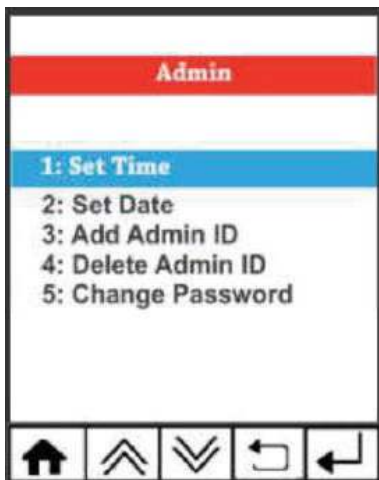 Admin
1: Set Time
2: Set Date
3: Add Admin ID
4: Delete Admin ID
5: Change Password